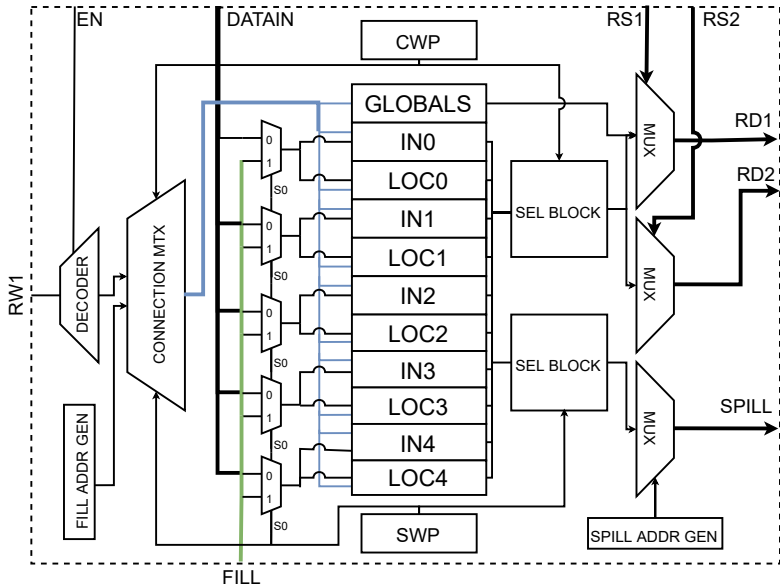 EN
DATAIN
RS1
RS2
CWP
GLOBALS
IN0
LOC0
IN1
LOC1
IN2
LOC2
IN3
LOC3
IN4
LOC4
0
1
S0
0
1
S0
0
1
S0
0
1
S0
0
1
S0
MUX
RD1
RD2
SEL BLOCK
MUX
CONNECTION MTX
DECODER
RW1
SEL BLOCK
MUX
SPILL
FILL ADDR GEN
SWP
SPILL ADDR GEN
FILL